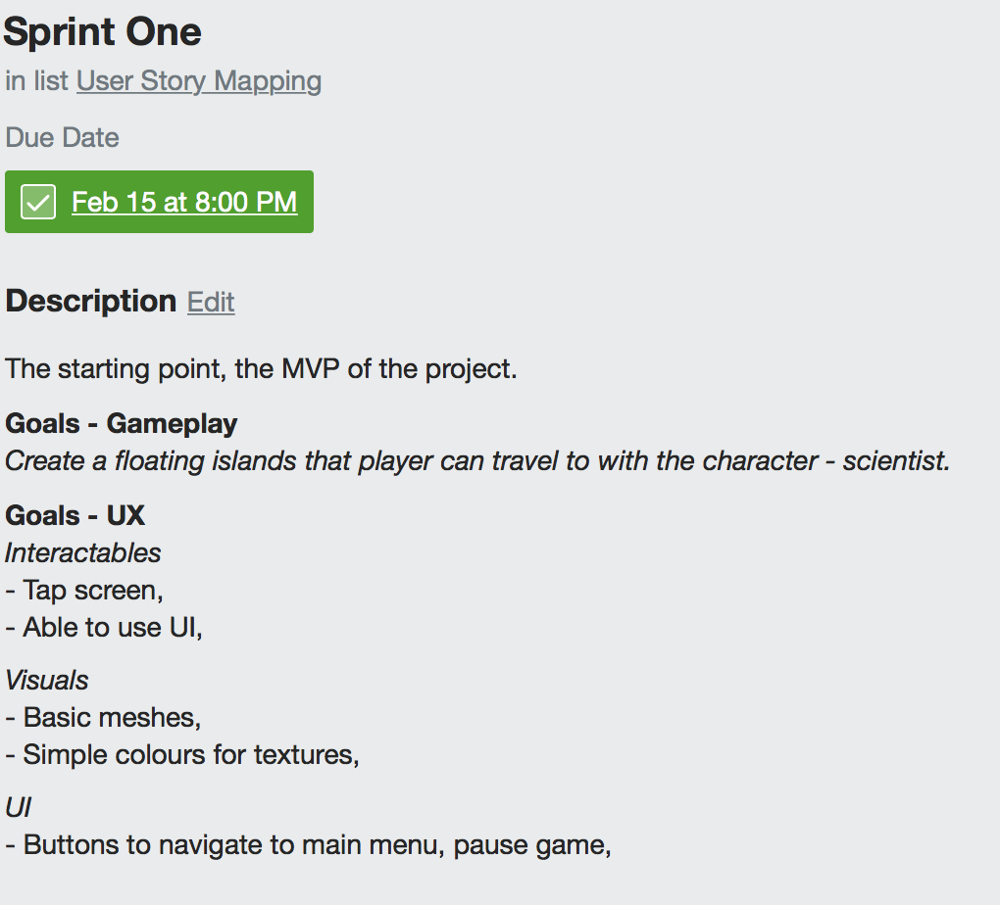 Sprint One
in list User Story Mapping
Due Date
Feb 15 at 8:00 PM
Description Edit
The starting point, the MVP of the project.
Goals - Gameplay
Create a floating islands that player can travel to with the character - scientist.
Goals - UX
Interactables
- Tap screen,
- Able to use UI,
Visuals
- Basic meshes,
- Simple colours for textures,
UI
- Buttons to navigate to main menu, pause game,